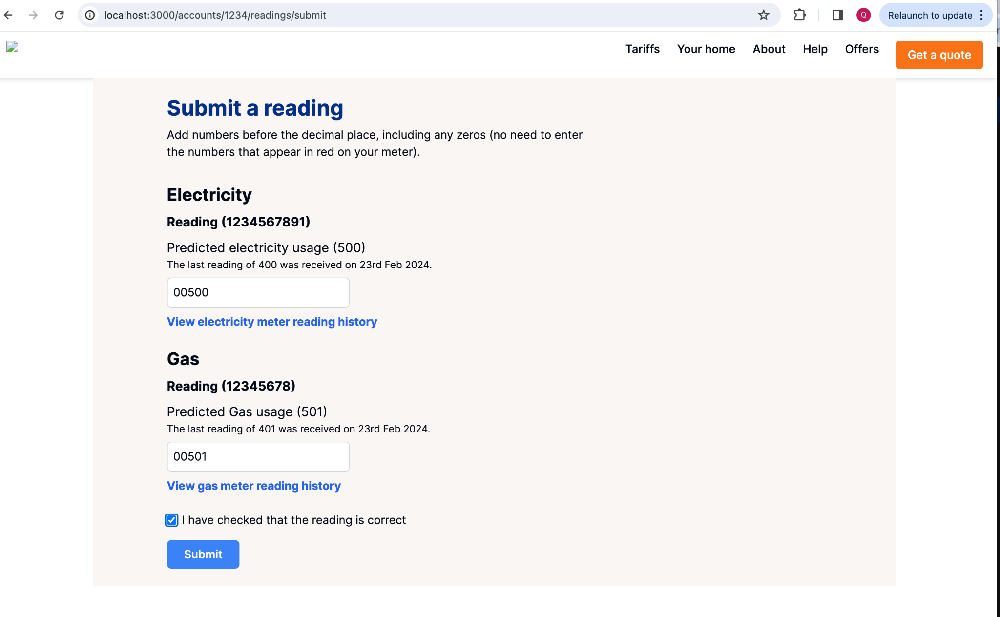 localhost:3000/accounts/1234/readings/submit
Q
Relaunch to update
Tariffs
Your home
About
Help
Offers
Get a quote
Submit a reading
Add numbers before the decimal place, including any zeros (no need to enter
the numbers that appear in red on your meter).
Electricity
Reading (1234567891)
Predicted electricity usage (500)
The last reading of 400 was received on 23rd Feb 2024.
00500
View electricity meter reading history
Gas
Reading (12345678)
Predicted Gas usage (501)
The last reading of 401 was received on 23rd Feb 2024.
00501
View gas meter reading history
I have checked that the reading is correct
Submit